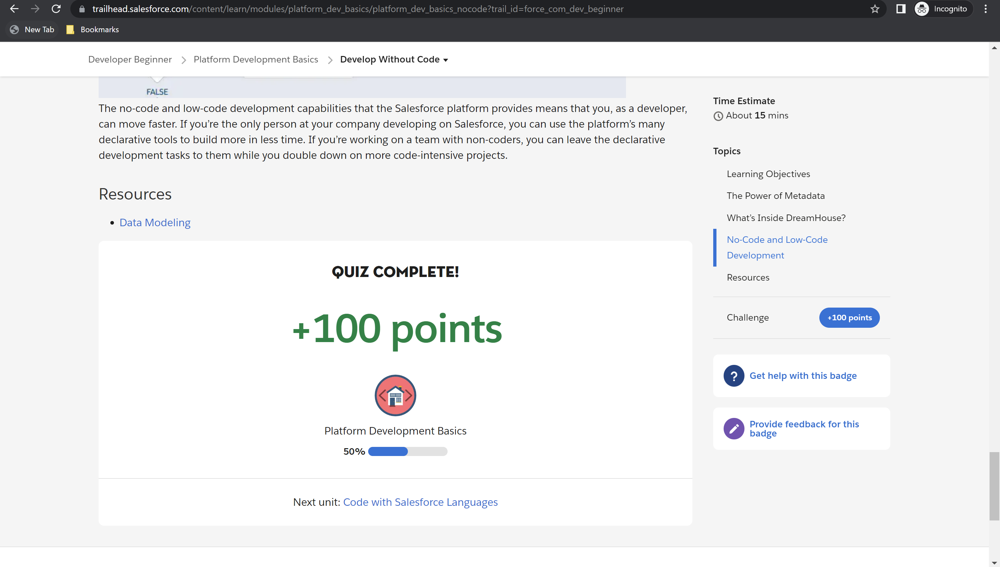 trailhead.salesforce.com/content/learn/modules/platform_dev_basics/platform_dev_basics_nocode?trail_id=force_com_dev_beginner
Incognito
New Tab
Bookmarks
Developer Beginner
Platform Development Basics
Develop Without Code
FALSE
The no-code and low-code development capabilities that the Salesforce platform provides means that you, as a developer,
can move faster. If you’re the only person at your company developing on Salesforce, you can use the platform’s many
declarative tools to build more in less time. If you’re working on a team with non-coders, you can leave the declarative
development tasks to them while you double down on more code-intensive projects.
Resources
• Data Modeling
QUIZ COMPLETE!
+100 points
Platform Development Basics
50%
Next unit: Code with Salesforce Languages
Time Estimate
About 15 mins
Topics
Learning Objectives
The Power of Metadata
What’s Inside DreamHouse?
No-Code and Low-Code
Development
Resources
Challenge
+100 points
?
Get help with this badge
Provide feedback for this
badge